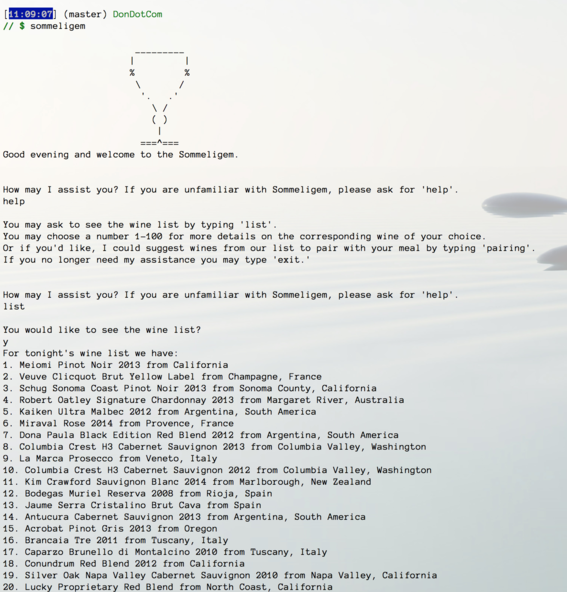 [11:09:07] (master) DonDotCom
// $ sommeligem
 _________
|         |
%         %
 \       /
  '.   .'
    \ /
    ( )
     |
  ===^===
Good evening and welcome to the Sommeligem.
How may I assist you? If you are unfamiliar with Sommeligem, please ask for 'help'.
help
You may ask to see the wine list by typing 'list'.
You may choose a number 1-100 for more details on the corresponding wine of your choice.
Or if you'd like, I could suggest wines from our list to pair with your meal by typing 'pairing'.
If you no longer need my assistance you may type 'exit.'
How may I assist you? If you are unfamiliar with Sommeligem, please ask for 'help'.
list
You would like to see the wine list?
y
For tonight's wine list we have:
1. Meiomi Pinot Noir 2013 from California
2. Veuve Clicquot Brut Yellow Label from Champagne, France
3. Schug Sonoma Coast Pinot Noir 2013 from Sonoma County, California
4. Robert Oatley Signature Chardonnay 2013 from Margaret River, Australia
5. Kaiken Ultra Malbec 2012 from Argentina, South America
6. Miraval Rose 2014 from Provence, France
7. Dona Paula Black Edition Red Blend 2012 from Argentina, South America
8. Columbia Crest H3 Cabernet Sauvignon 2013 from Columbia Valley, Washington
9. La Marca Prosecco from Veneto, Italy
10. Columbia Crest H3 Cabernet Sauvignon 2012 from Columbia Valley, Washington
11. Kim Crawford Sauvignon Blanc 2014 from Marlborough, New Zealand
12. Bodegas Muriel Reserva 2008 from Rioja, Spain
13. Jaume Serra Cristalino Brut Cava from Spain
14. Antucura Cabernet Sauvignon 2013 from Argentina, South America
15. Acrobat Pinot Gris 2013 from Oregon
16. Brancaia Tre 2011 from Tuscany, Italy
17. Caparzo Brunello di Montalcino 2010 from Tuscany, Italy
18. Conundrum Red Blend 2012 from California
19. Silver Oak Napa Valley Cabernet Sauvignon 2010 from Napa Valley, California
20. Lucky Proprietary Red Blend from North Coast, California